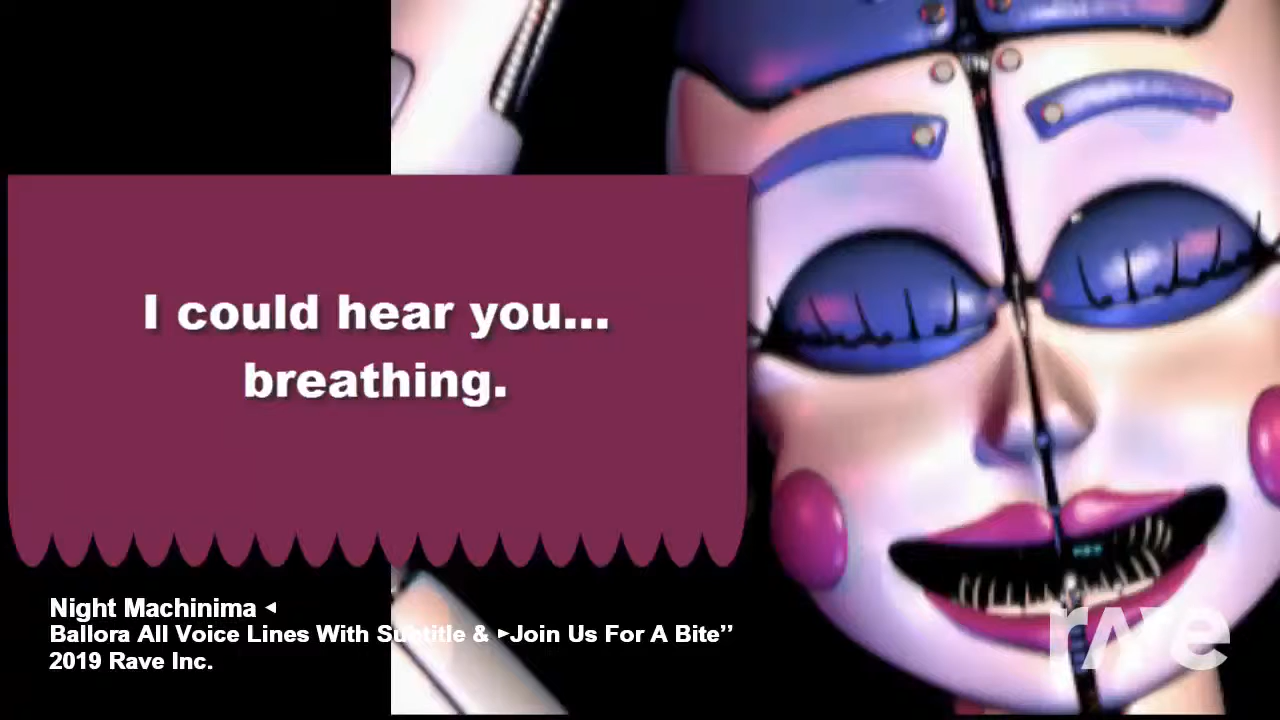 I could hear you...
breathing.
Night Machinima ◂
Ballora All Voice Lines With Subtitle & ▸Join Us For A Bite’’
2019 Rave Inc.
rave